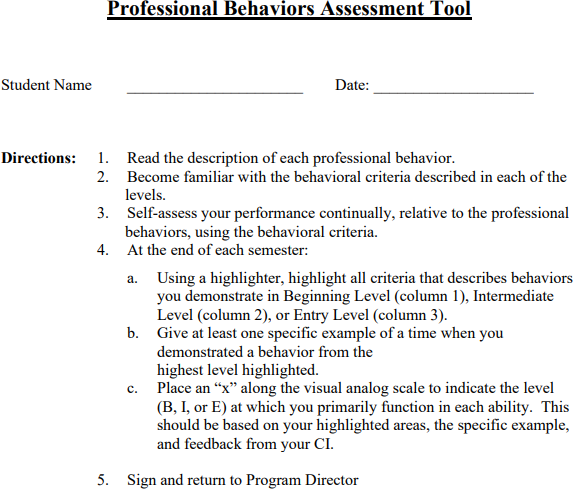 Professional Behaviors Assessment Tool
Student Name ______________________ Date: ____________________
Directions: 1. Read the description of each professional behavior.
2. Become familiar with the behavioral criteria described in each of the
levels.
3. Self-assess your performance continually, relative to the professional
behaviors, using the behavioral criteria.
4. At the end of each semester:
a. Using a highlighter, highlight all criteria that describes behaviors
you demonstrate in Beginning Level (column 1), Intermediate
Level (column 2), or Entry Level (column 3).
b. Give at least one specific example of a time when you
demonstrated a behavior from the
highest level highlighted.
c. Place an “x” along the visual analog scale to indicate the level
(B, I, or E) at which you primarily function in each ability. This
should be based on your highlighted areas, the specific example,
and feedback from your CI.
5. Sign and return to Program Director